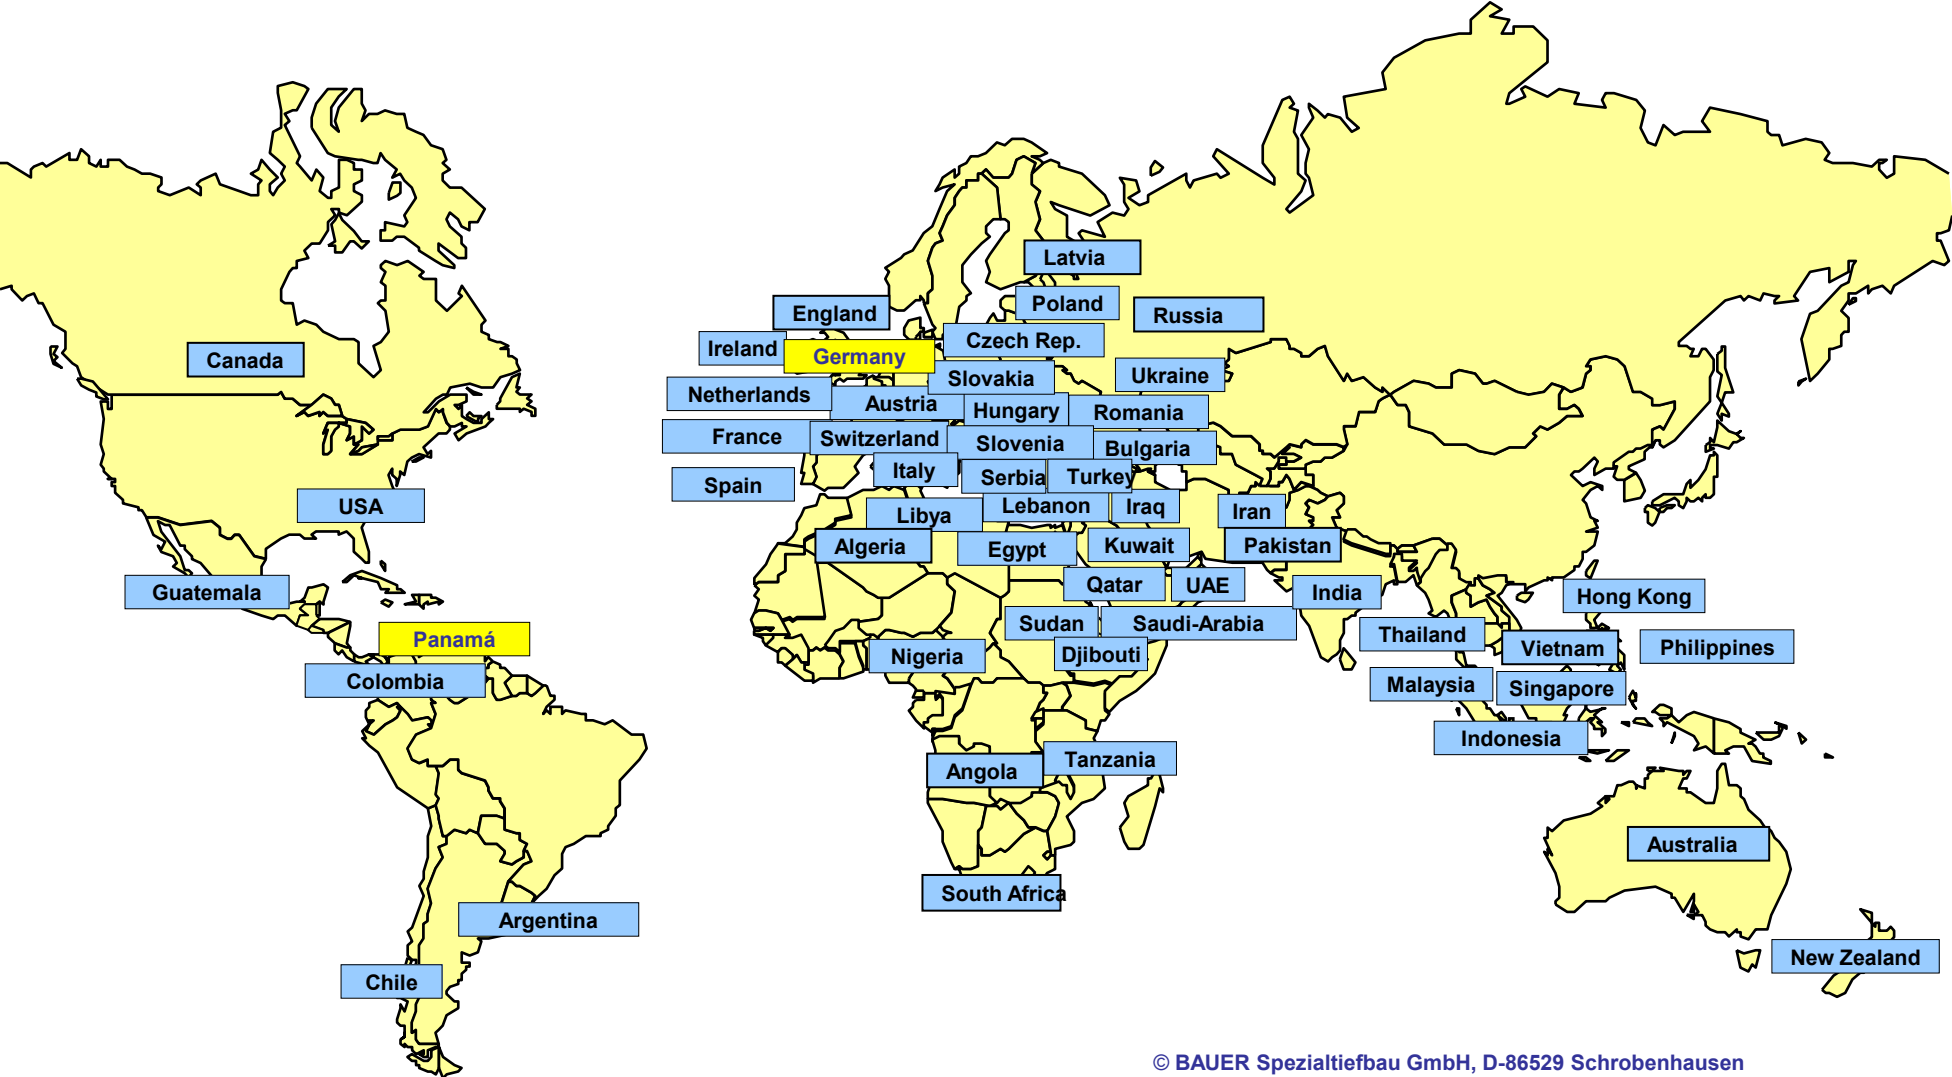 Latvia
Poland
England
Russia
Czech Rep.
Ireland
Germany
Canada
Slovakia
Ukraine
Netherlands
Austria
Hungary
Romania
France
Switzerland
Slovenia
Bulgaria
Italy
Serbia
Turkey
Spain
USA
Libya
Lebanon
Iraq
Iran
Algeria
Egypt
Kuwait
Pakistan
Guatemala
Qatar
UAE
India
Hong Kong
Panamá
Sudan
Saudi-Arabia
Thailand
Vietnam
Philippines
Nigeria
Djibouti
Colombia
Malaysia
Singapore
Indonesia
Angola
Tanzania
Australia
South Africa
Argentina
New Zealand
Chile
© BAUER Spezialtiefbau GmbH, D-86529 Schrobenhausen